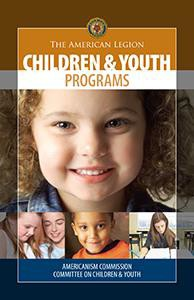 THE AMERICAN LEGION
CHILDREN & YOUTH
PROGRAMS
AMERICANISM COMMISSION
COMMITTEE ON CHILDREN & YOUTH